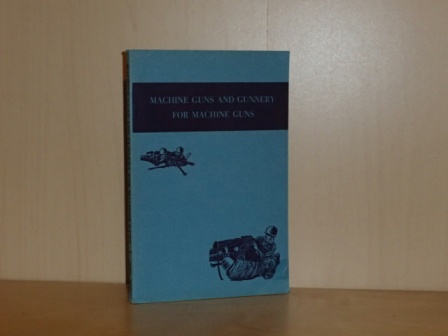 MACHINE GUNS AND GUNNERY
FOR MACHINE GUNS